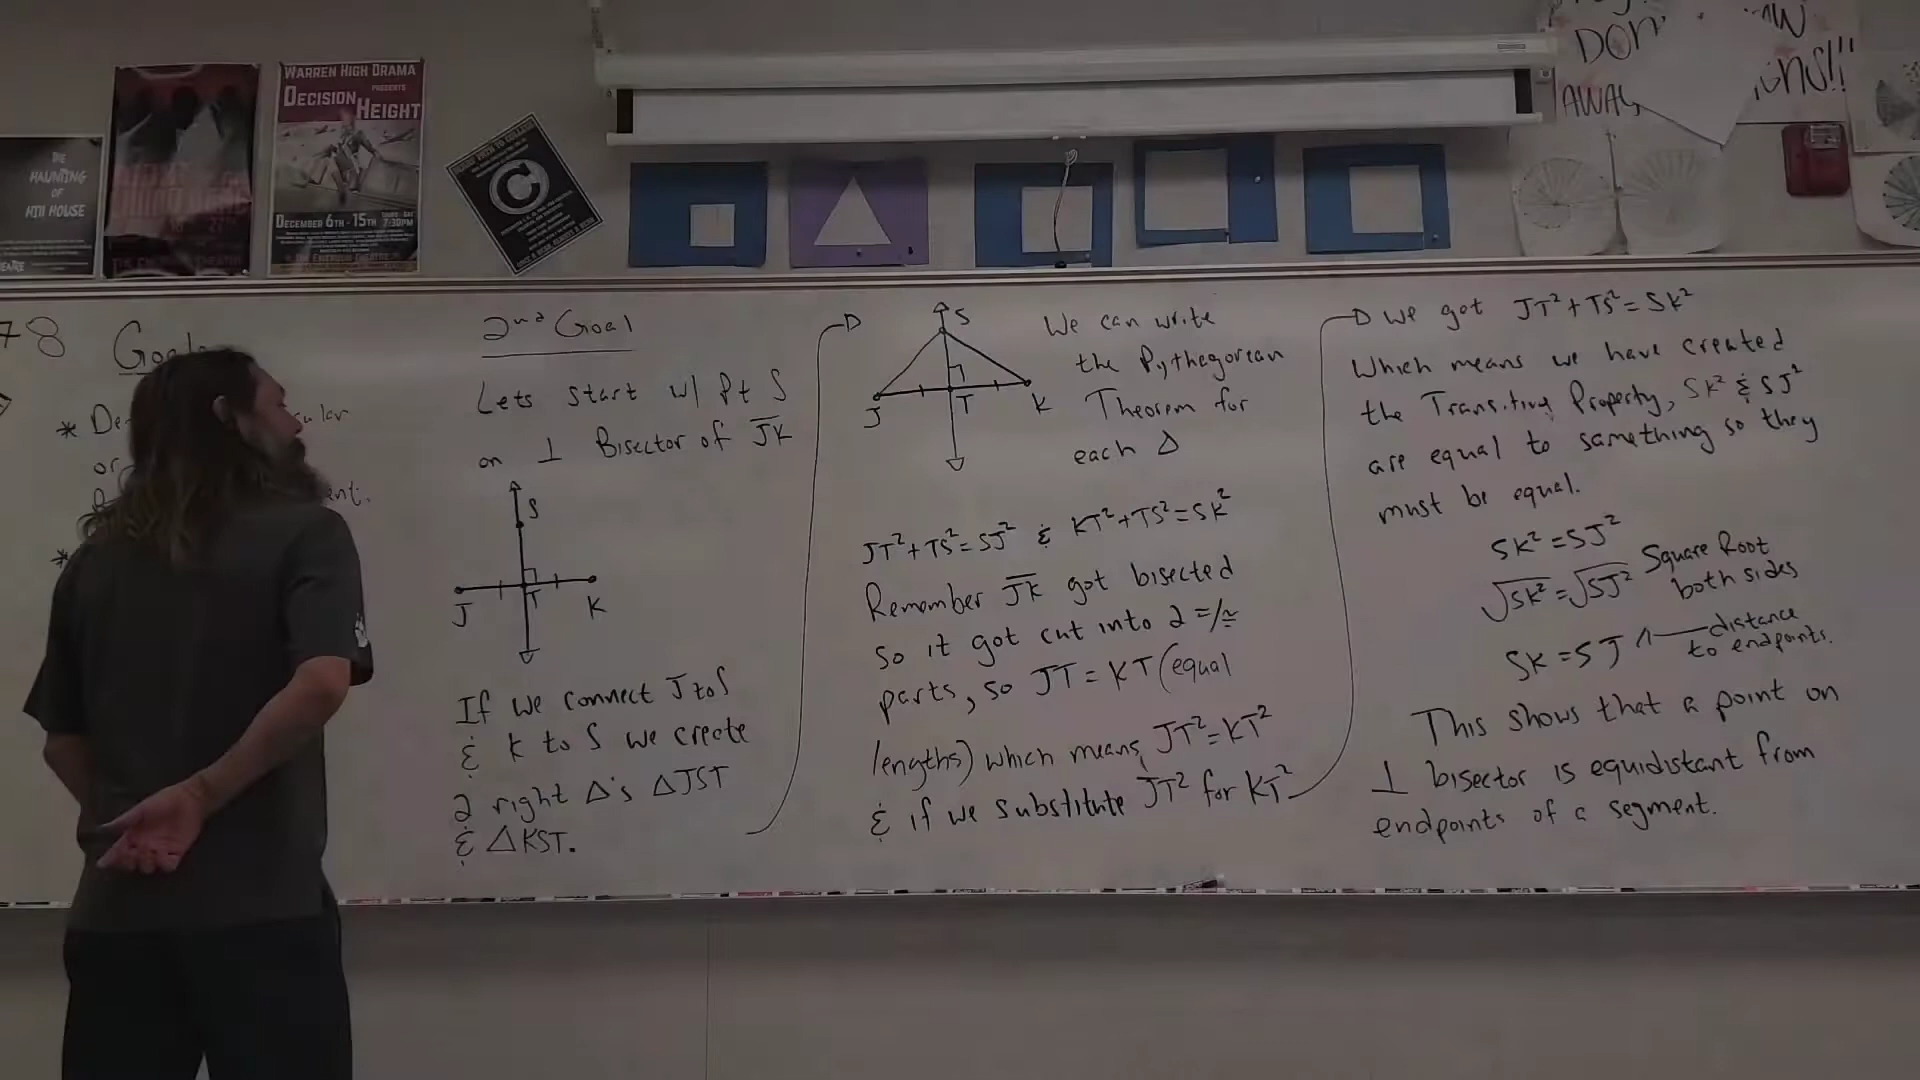 WARREN HIGH DRAMA
PRESENTS
DECISION
HEIGHT
DECEMBER 6TH - 15TH
7:30PM
THE
HAUNTING
OF
HILL HOUSE
C
DON'
AWAY
78 Goals
* De
cular
or
ent.
*
2nd Goal
Lets start w/ Pt S
on ⊥ Bisector of J͞K
S
J T K
If we connect J to S
& K to S we create
2 right △'s △JST
& △KST.
S
J T K
We can write
the Pythegorean
Theorem for
each △
JT²+TS²=SJ² & KT²+TS²=SK²
Remember J͞K got bisected
so it got cut into 2 =/≅
parts, so JT = KT (equal
lengths) which means, JT²=KT²
& if we substitute JT² for KT²
we got JT²+TS²=SK²
Which means we have created
the Transitive Property, SK² & SJ²
are equal to something so they
must be equal.
SK²=SJ²
√SK²=√SJ² Square Root
both sides
SK=SJ distance
to endpoints.
This shows that a point on
⊥ bisector is equidistant from
endpoints of a segment.